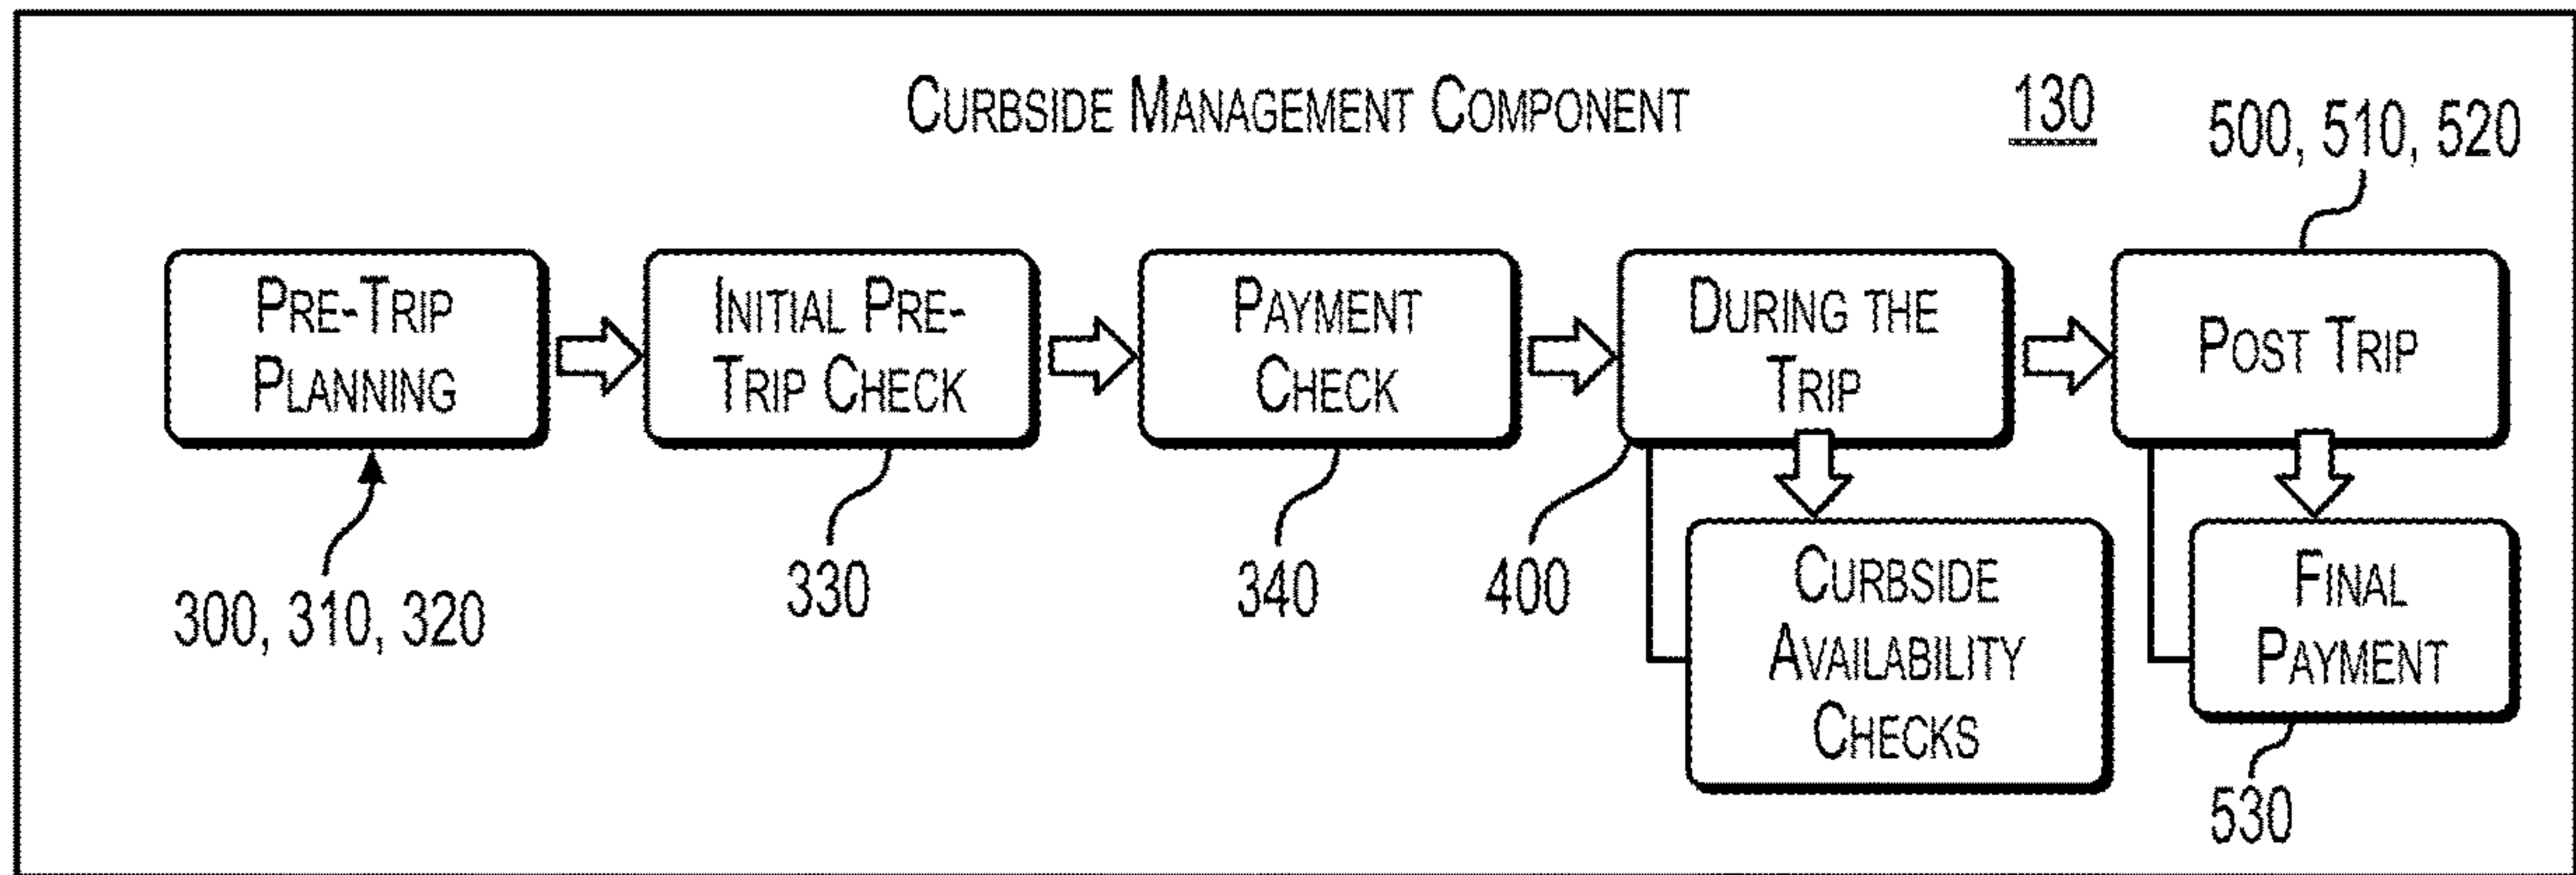 CURBSIDE MANAGEMENT COMPONENT
130
500, 510, 520
PRE-TRIP
PLANNING
INITIAL PRE-
TRIP CHECK
PAYMENT
CHECK
DURING THE
TRIP
POST TRIP
300, 310, 320
330
340
400
CURBSIDE
AVAILABILITY
CHECKS
FINAL
PAYMENT
530